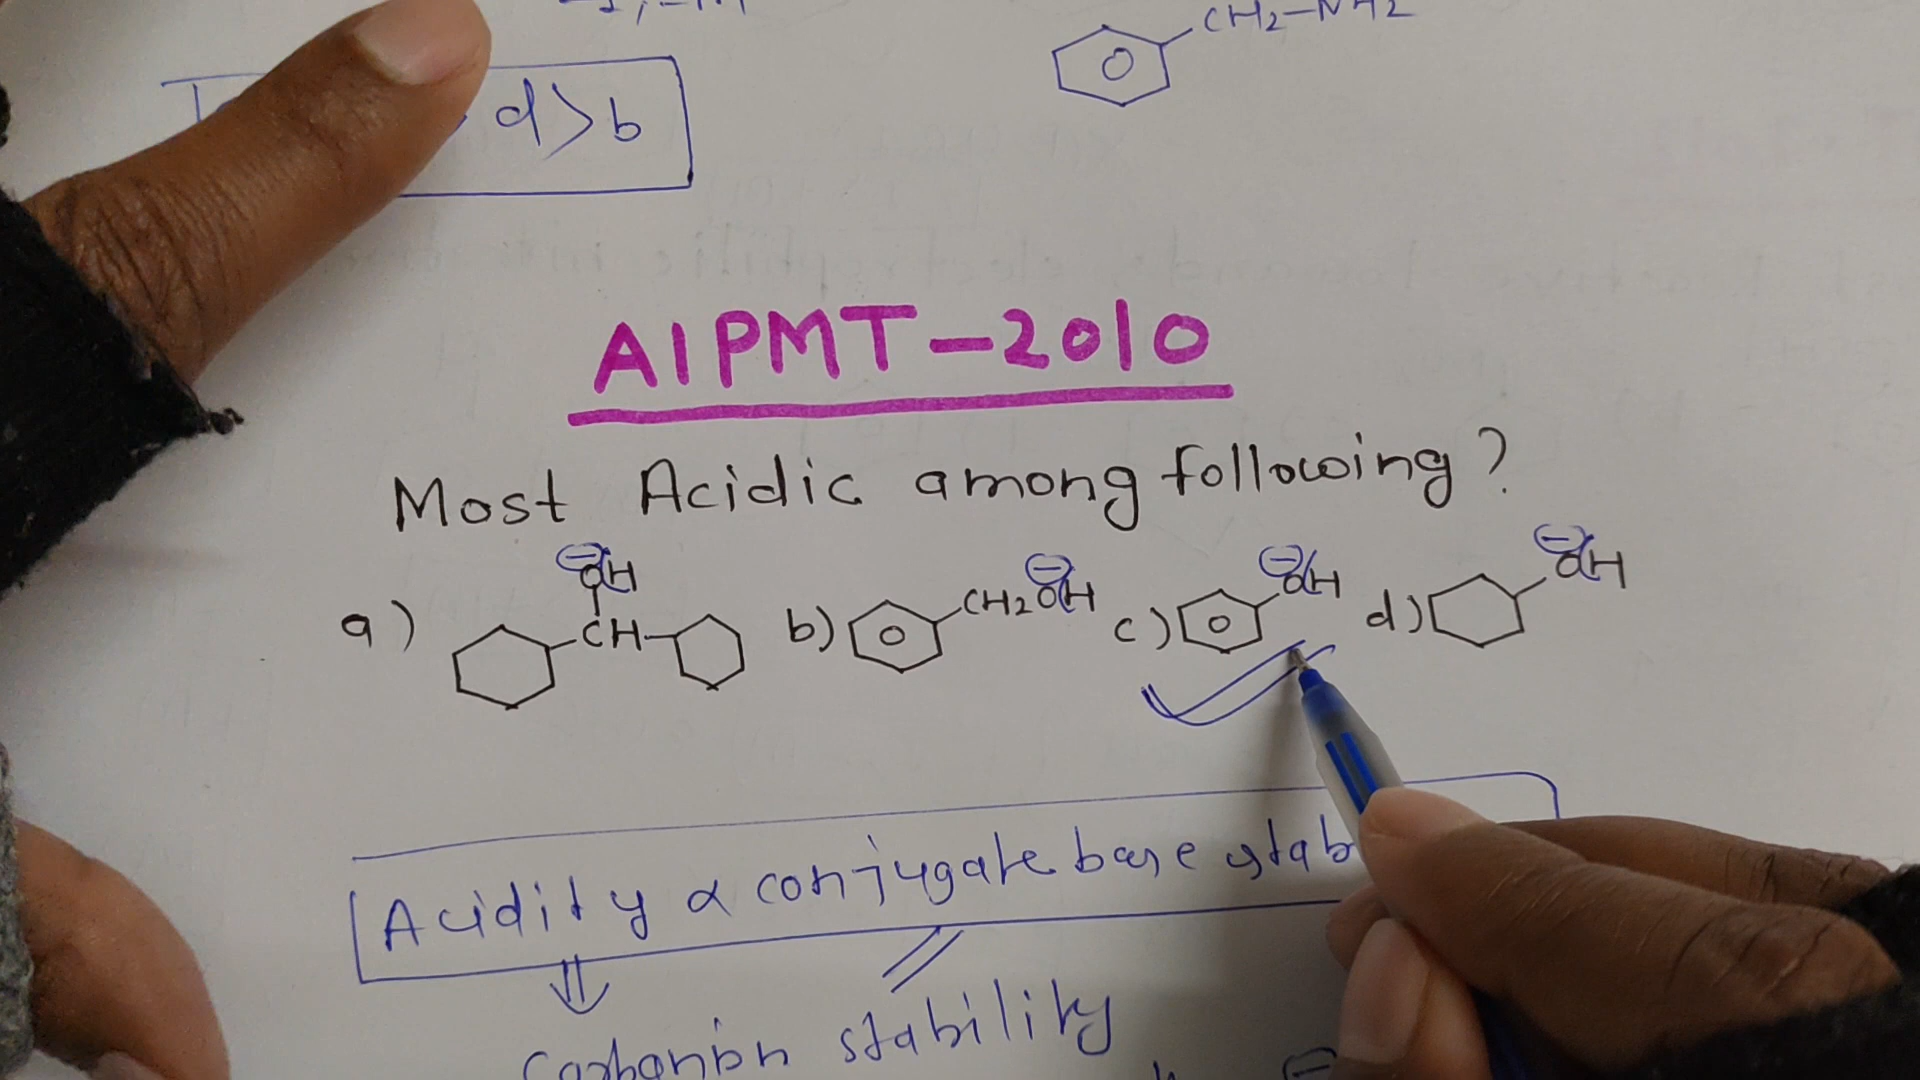 CH2-NH2
d>b
AIPMT-2010
Most Acidic among following?
a) OH CH b) CH2OH c) OH d) OH
Acidity α conjugate base stab
Carbanion stability